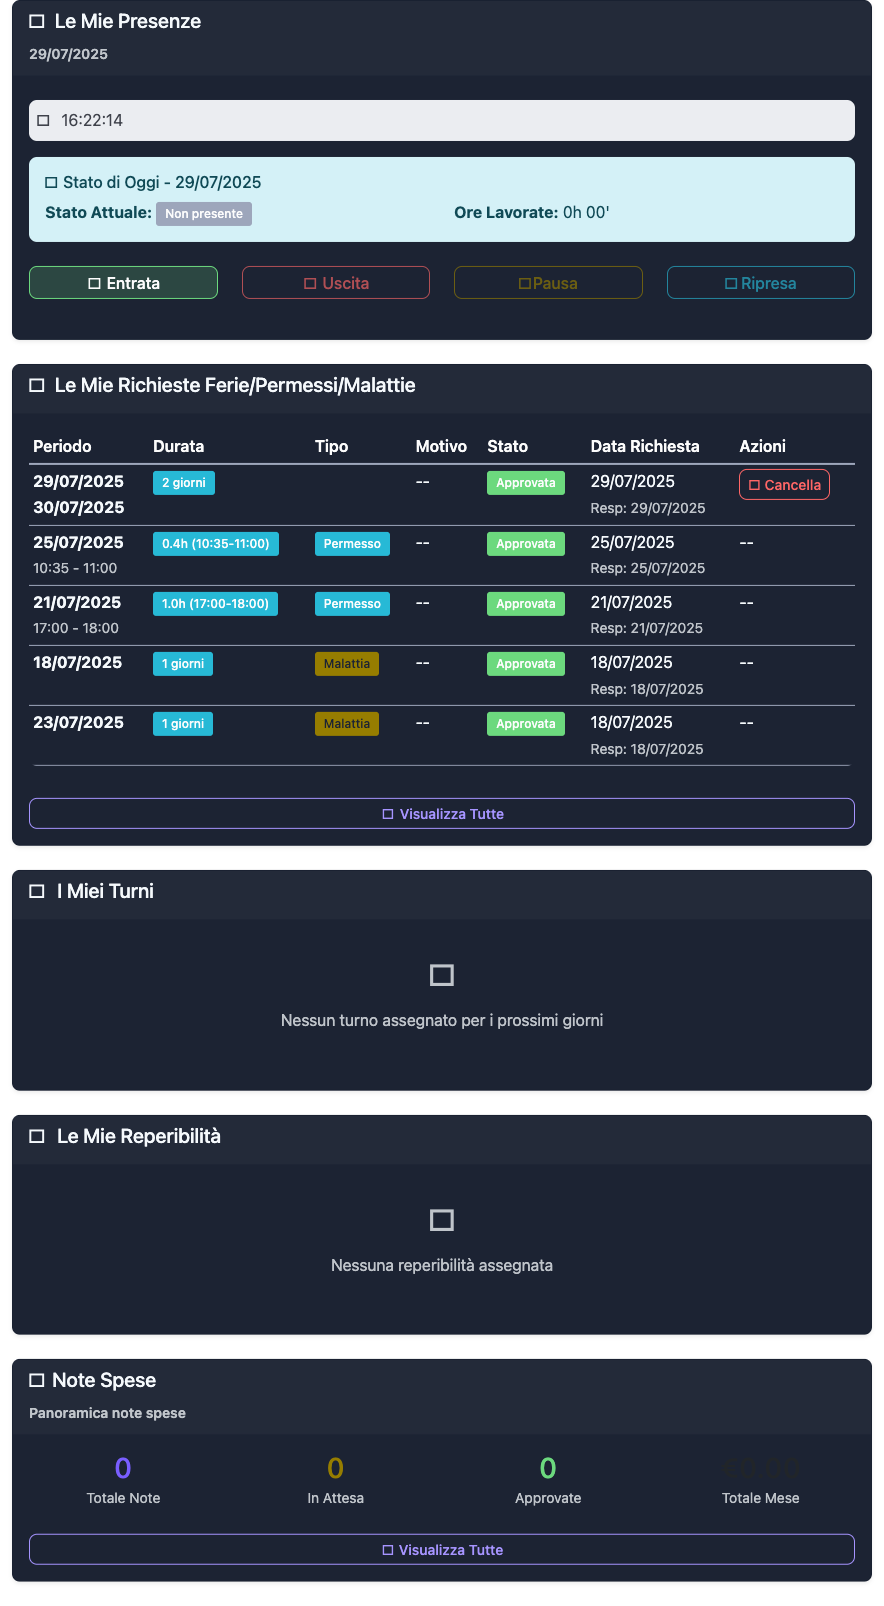 Le Mie Presenze
29/07/2025
16:22:14
Stato di Oggi - 29/07/2025
Stato Attuale: Non presente Ore Lavorate: 0h 00'
Entrata Uscita Pausa Ripresa
Le Mie Richieste Ferie/Permessi/Malattie
Periodo Durata Tipo Motivo Stato Data Richiesta Azioni
29/07/2025 2 giorni -- Approvata 29/07/2025 Cancella
30/07/2025 Resp: 29/07/2025
25/07/2025 0.4h (10:35-11:00) Permesso -- Approvata 25/07/2025 --
10:35 - 11:00 Resp: 25/07/2025
21/07/2025 1.0h (17:00-18:00) Permesso -- Approvata 21/07/2025 --
17:00 - 18:00 Resp: 21/07/2025
18/07/2025 1 giorni Malattia -- Approvata 18/07/2025 --
Resp: 18/07/2025
23/07/2025 1 giorni Malattia -- Approvata 18/07/2025 --
Resp: 18/07/2025
Visualizza Tutte
I Miei Turni
Nessun turno assegnato per i prossimi giorni
Le Mie Reperibilità
Nessuna reperibilità assegnata
Note Spese
Panoramica note spese
0 0 0
Totale Note In Attesa Approvate Totale Mese
Visualizza Tutte